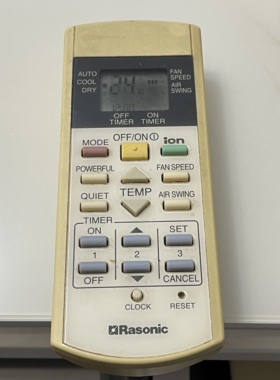 AUTO
COOL
DRY
24
FAN
SPEED
AIR
SWING
OFF ON
TIMER TIMER
OFF/ON
MODE
ion
POWERFUL
FAN SPEED
TEMP
QUIET
AIR SWING
TIMER
ON
SET
1 2 3
OFF
CANCEL
CLOCK
RESET
Rasonic